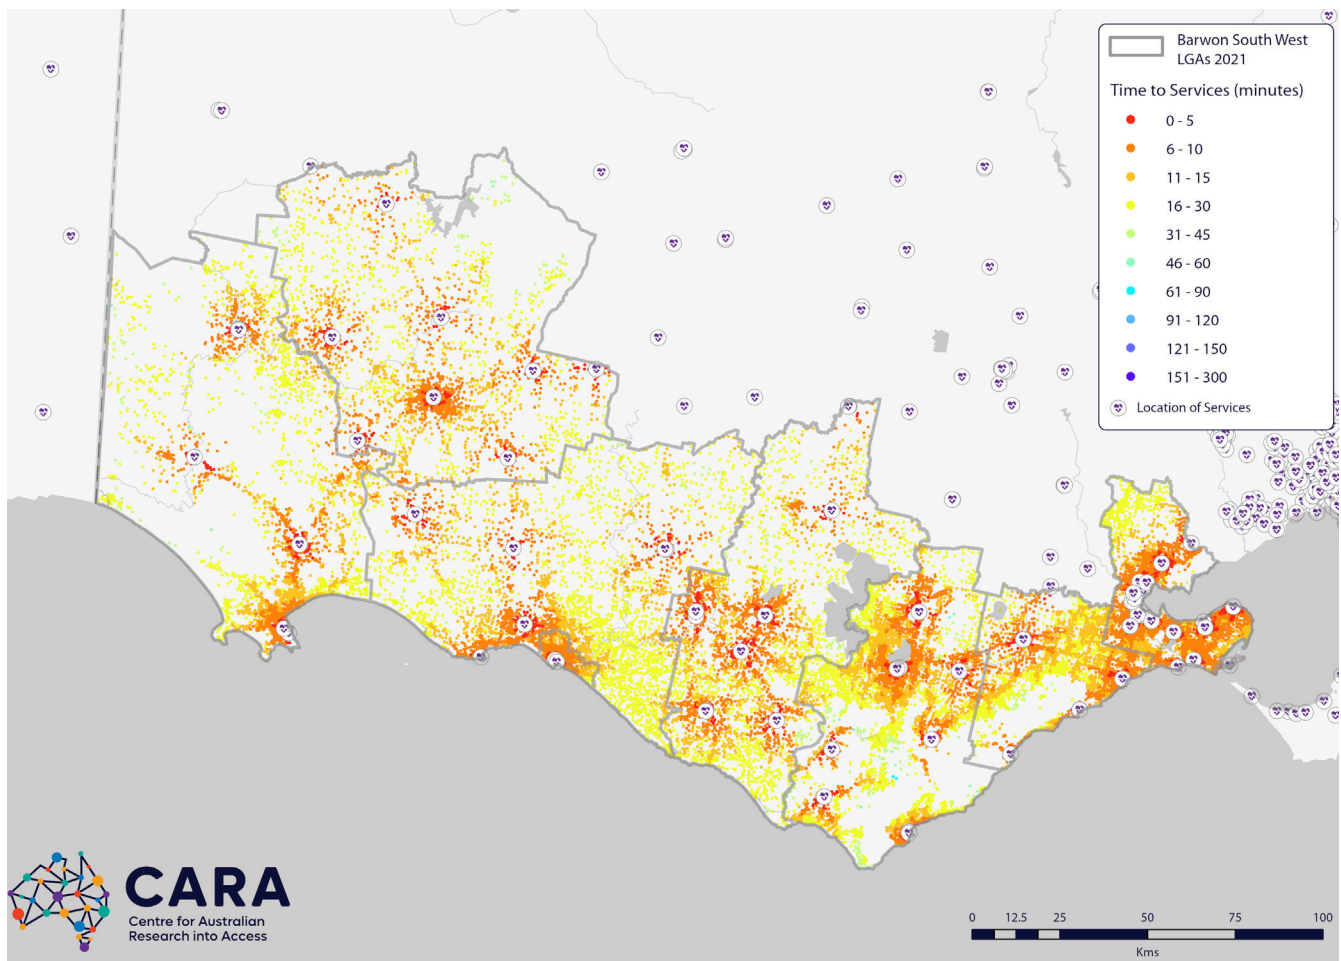 Barwon South West
LGAs 2021
Time to Services (minutes)
0 - 5
6 - 10
11 - 15
16 - 30
31 - 45
46 - 60
61 - 90
91 - 120
121 - 150
151 - 300
Location of Services
CARA
Centre for Australian
Research into Access
0 12.5 25 50 75 100
Kms